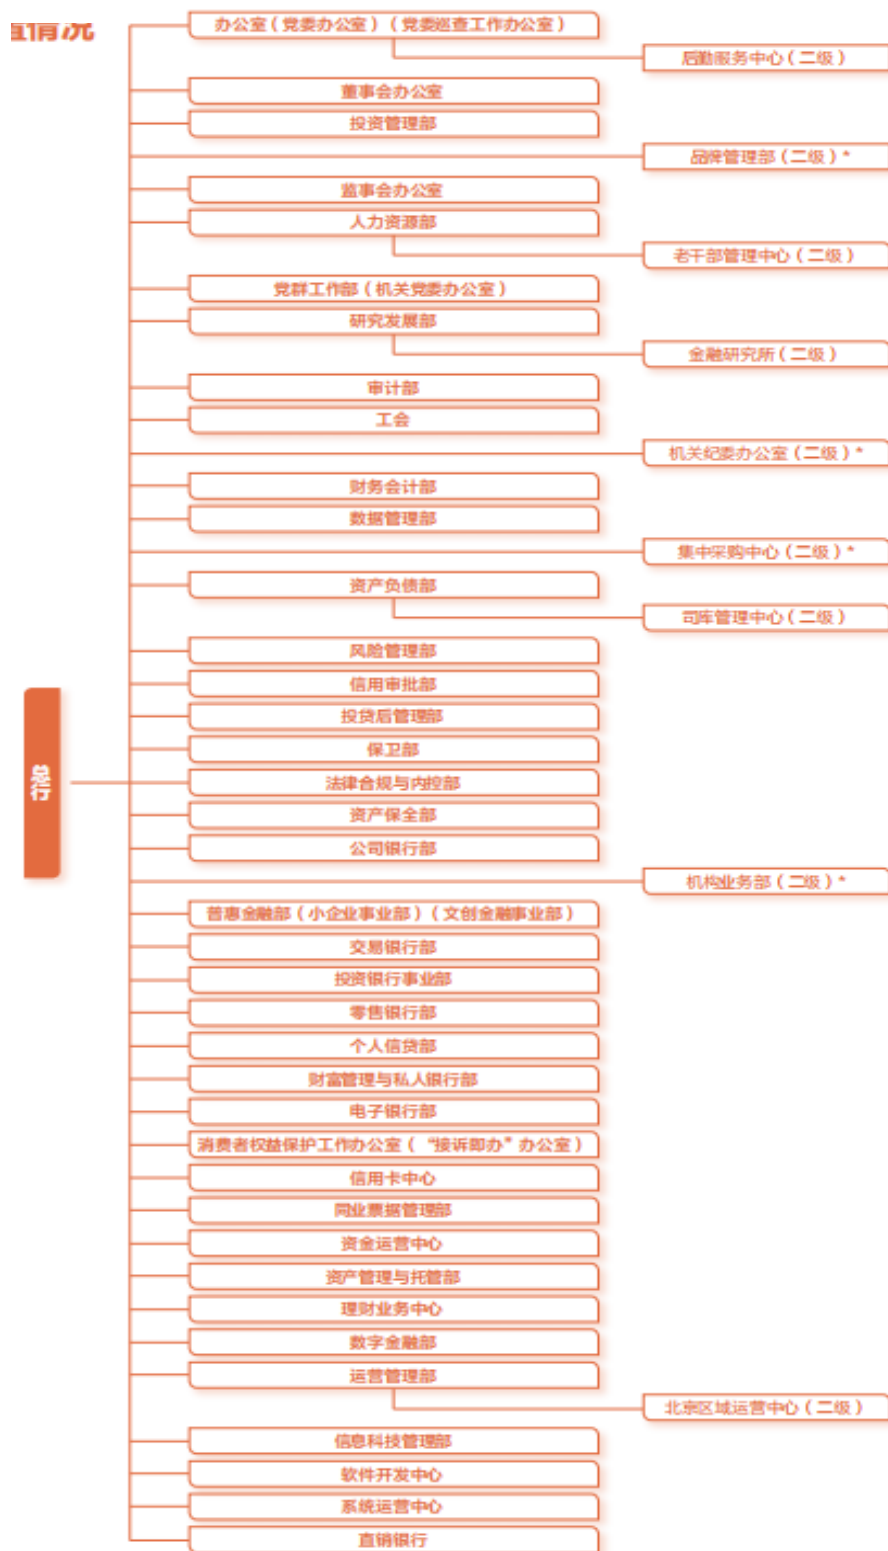 情况
办公室（党委办公室）（党委巡查工作办公室）
后勤服务中心（二级）
董事会办公室
投资管理部
品牌管理部（二级）*
监事会办公室
人力资源部
老干部管理中心（二级）
党群工作部（机关党委办公室）
研究发展部
金融研究所（二级）
审计部
工会
机关纪委办公室（二级）*
财务会计部
数据管理部
集中采购中心（二级）*
资产负债部
司库管理中心（二级）
风险管理部
信用审批部
投贷后管理部
保卫部
总行
法律合规与内控部
资产保全部
公司银行部
机构业务部（二级）*
普惠金融部（小企业事业部）（文创金融事业部）
交易银行部
投资银行事业部
零售银行部
个人信贷部
财富管理与私人银行部
电子银行部
消费者权益保护工作办公室（“接诉即办”办公室）
信用卡中心
同业票据管理部
资金运营中心
资产管理与托管部
理财业务中心
数字金融部
运营管理部
北京区域运营中心（二级）
信息科技管理部
软件开发中心
系统运营中心
直销银行